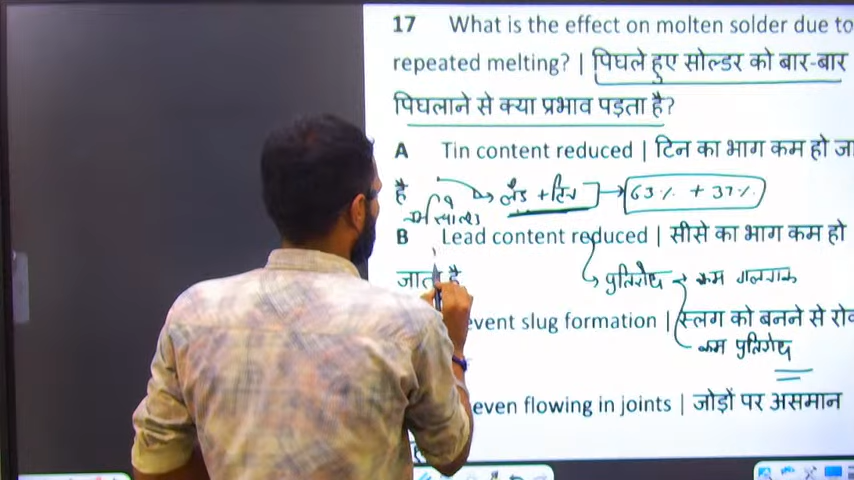 17 What is the effect on molten solder due to
repeated melting? | पिघले हुए सोल्डर को बार-बार
पिघलाने से क्या प्रभाव पड़ता है?
A Tin content reduced | टिन का भाग कम हो जा
है लैड + टिन → 63% + 37%
B Lead content reduced | सीसे का भाग कम हो
जाता है प्रतिरोध → कम गलनांक
event slug formation | स्लग को बनने से रोक
कम प्रतिरोध
even flowing in joints | जोड़ों पर असमान